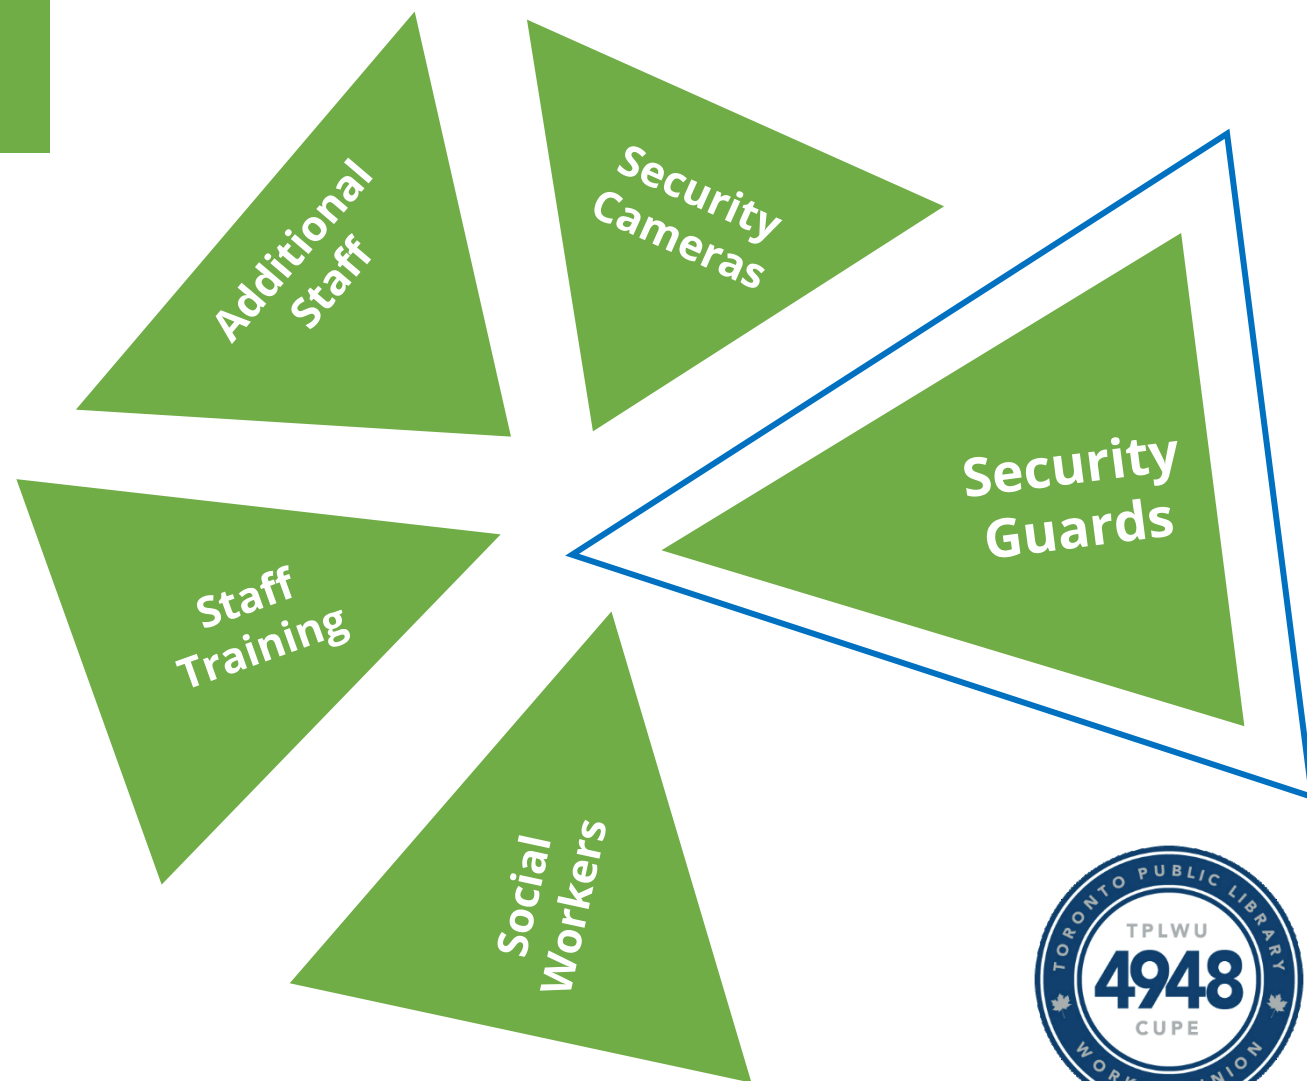 Additional
Staff
Security
Cameras
Security
Guards
Staff
Training
Social
Workers
TORONTO PUBLIC LIBRARY
TPLWU
4948
CUPE